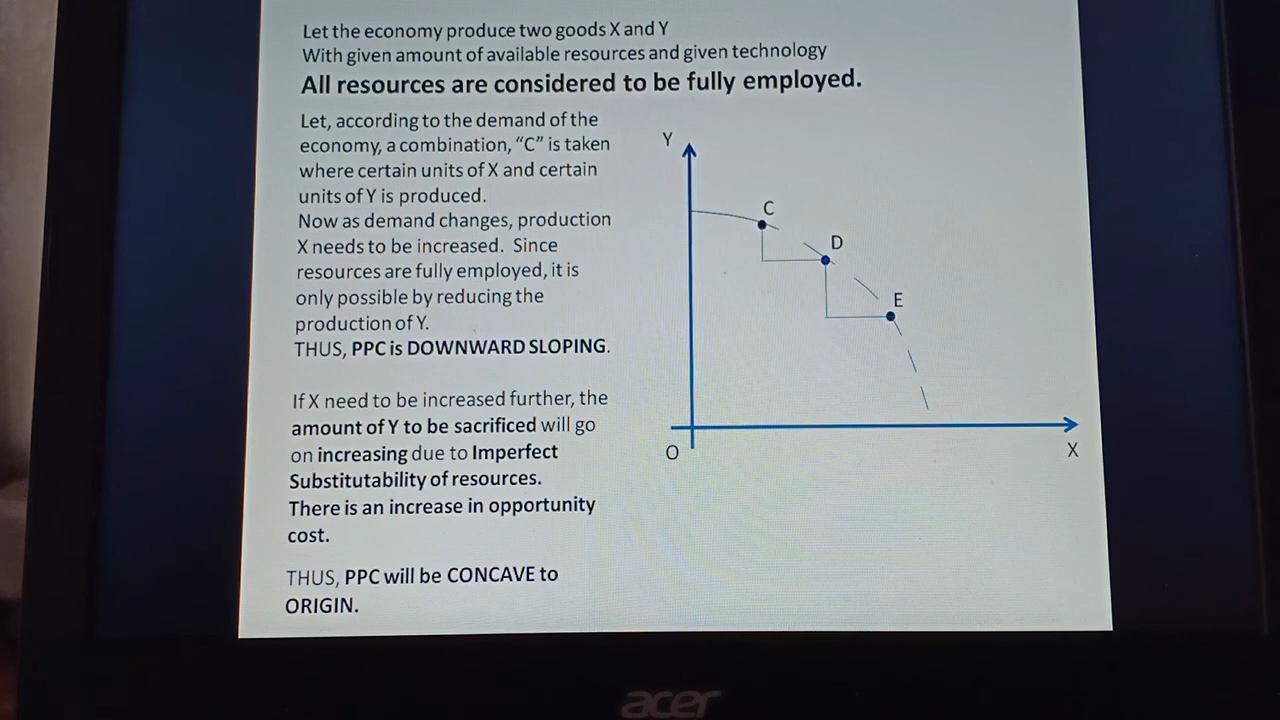 Let the economy produce two goods X and Y
With given amount of available resources and given technology
All resources are considered to be fully employed.
Let, according to the demand of the
economy, a combination, “C” is taken
where certain units of X and certain
units of Y is produced.
Now as demand changes, production
X needs to be increased. Since
resources are fully employed, it is
only possible by reducing the
production of Y.
THUS, PPC is DOWNWARD SLOPING.
If X need to be increased further, the
amount of Y to be sacrificed will go
on increasing due to Imperfect
Substitutability of resources.
There is an increase in opportunity
cost.
THUS, PPC will be CONCAVE to
ORIGIN.
Y
C
D
E
O
X
acer